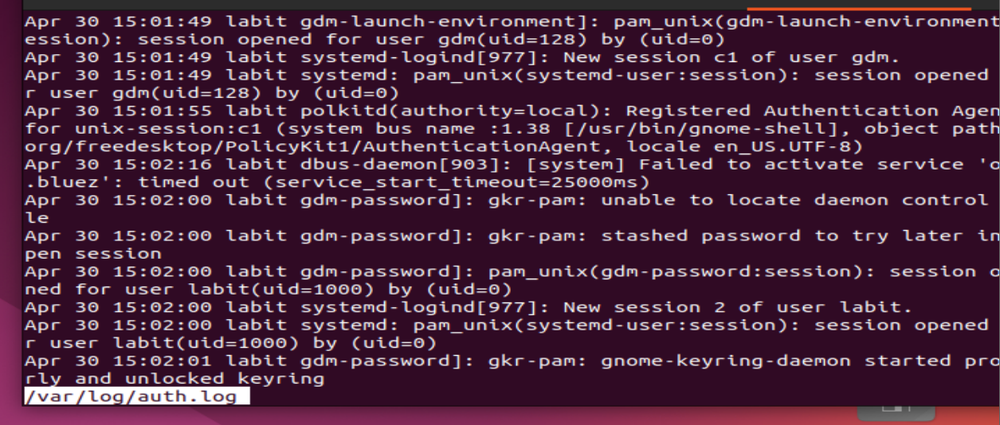 Apr 30 15:01:49 labit gdm-launch-environment]: pam_unix(gdm-launch-environment
ession): session opened for user gdm(uid=128) by (uid=0)
Apr 30 15:01:49 labit systemd-logind[977]: New session c1 of user gdm.
Apr 30 15:01:49 labit systemd: pam_unix(systemd-user:session): session opened
r user gdm(uid=128) by (uid=0)
Apr 30 15:01:55 labit polkitd(authority=local): Registered Authentication Agen
for unix-session:c1 (system bus name :1.38 [/usr/bin/gnome-shell], object path
org/freedesktop/PolicyKit1/AuthenticationAgent, locale en_US.UTF-8)
Apr 30 15:02:16 labit dbus-daemon[903]: [system] Failed to activate service 'o
.bluez': timed out (service_start_timeout=25000ms)
Apr 30 15:02:00 labit gdm-password]: gkr-pam: unable to locate daemon control
le
Apr 30 15:02:00 labit gdm-password]: gkr-pam: stashed password to try later in
pen session
Apr 30 15:02:00 labit gdm-password]: pam_unix(gdm-password:session): session o
ned for user labit(uid=1000) by (uid=0)
Apr 30 15:02:00 labit systemd-logind[977]: New session 2 of user labit.
Apr 30 15:02:00 labit systemd: pam_unix(systemd-user:session): session opened
r user labit(uid=1000) by (uid=0)
Apr 30 15:02:01 labit gdm-password]: gkr-pam: gnome-keyring-daemon started pro
rly and unlocked keyring
/var/log/auth.log